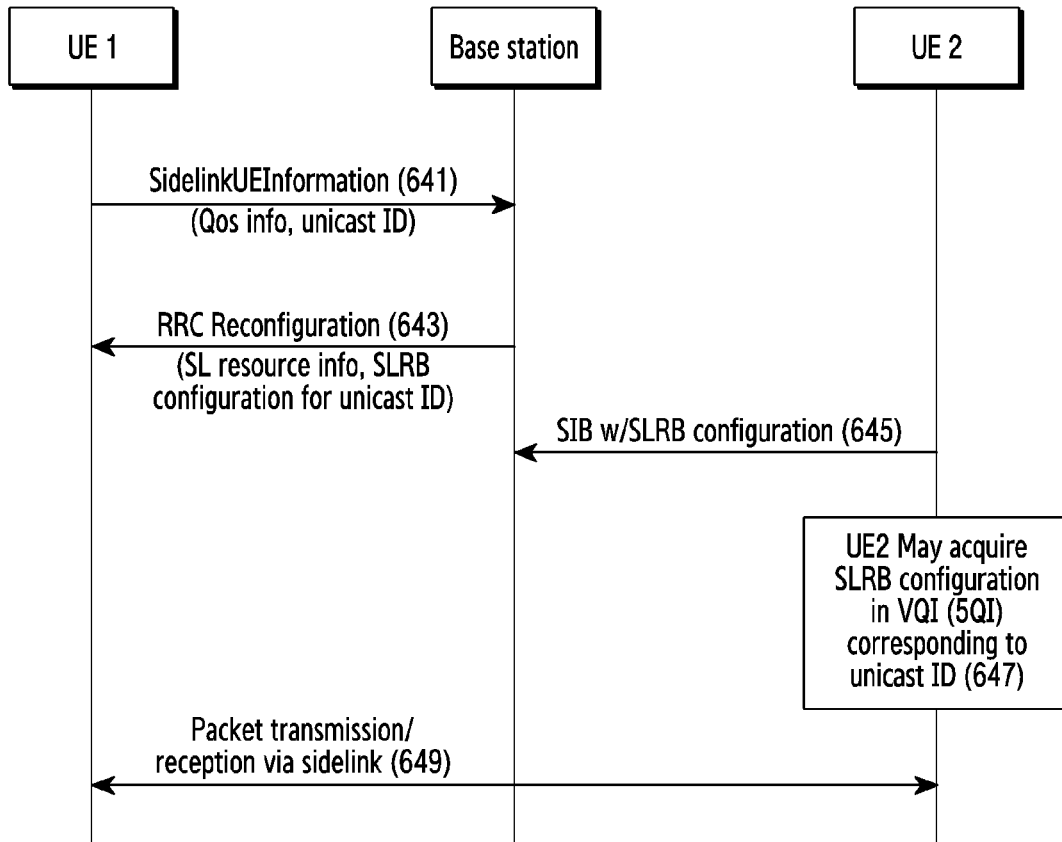 UE 1
Base station
UE 2
SidelinkUEInformation (641)
(Qos info, unicast ID)
RRC Reconfiguration (643)
(SL resource info, SLRB
configuration for unicast ID)
SIB w/SLRB configuration (645)
UE2 May acquire
SLRB configuration
in VQI (5QI)
corresponding to
unicast ID (647)
Packet transmission/
reception via sidelink (649)